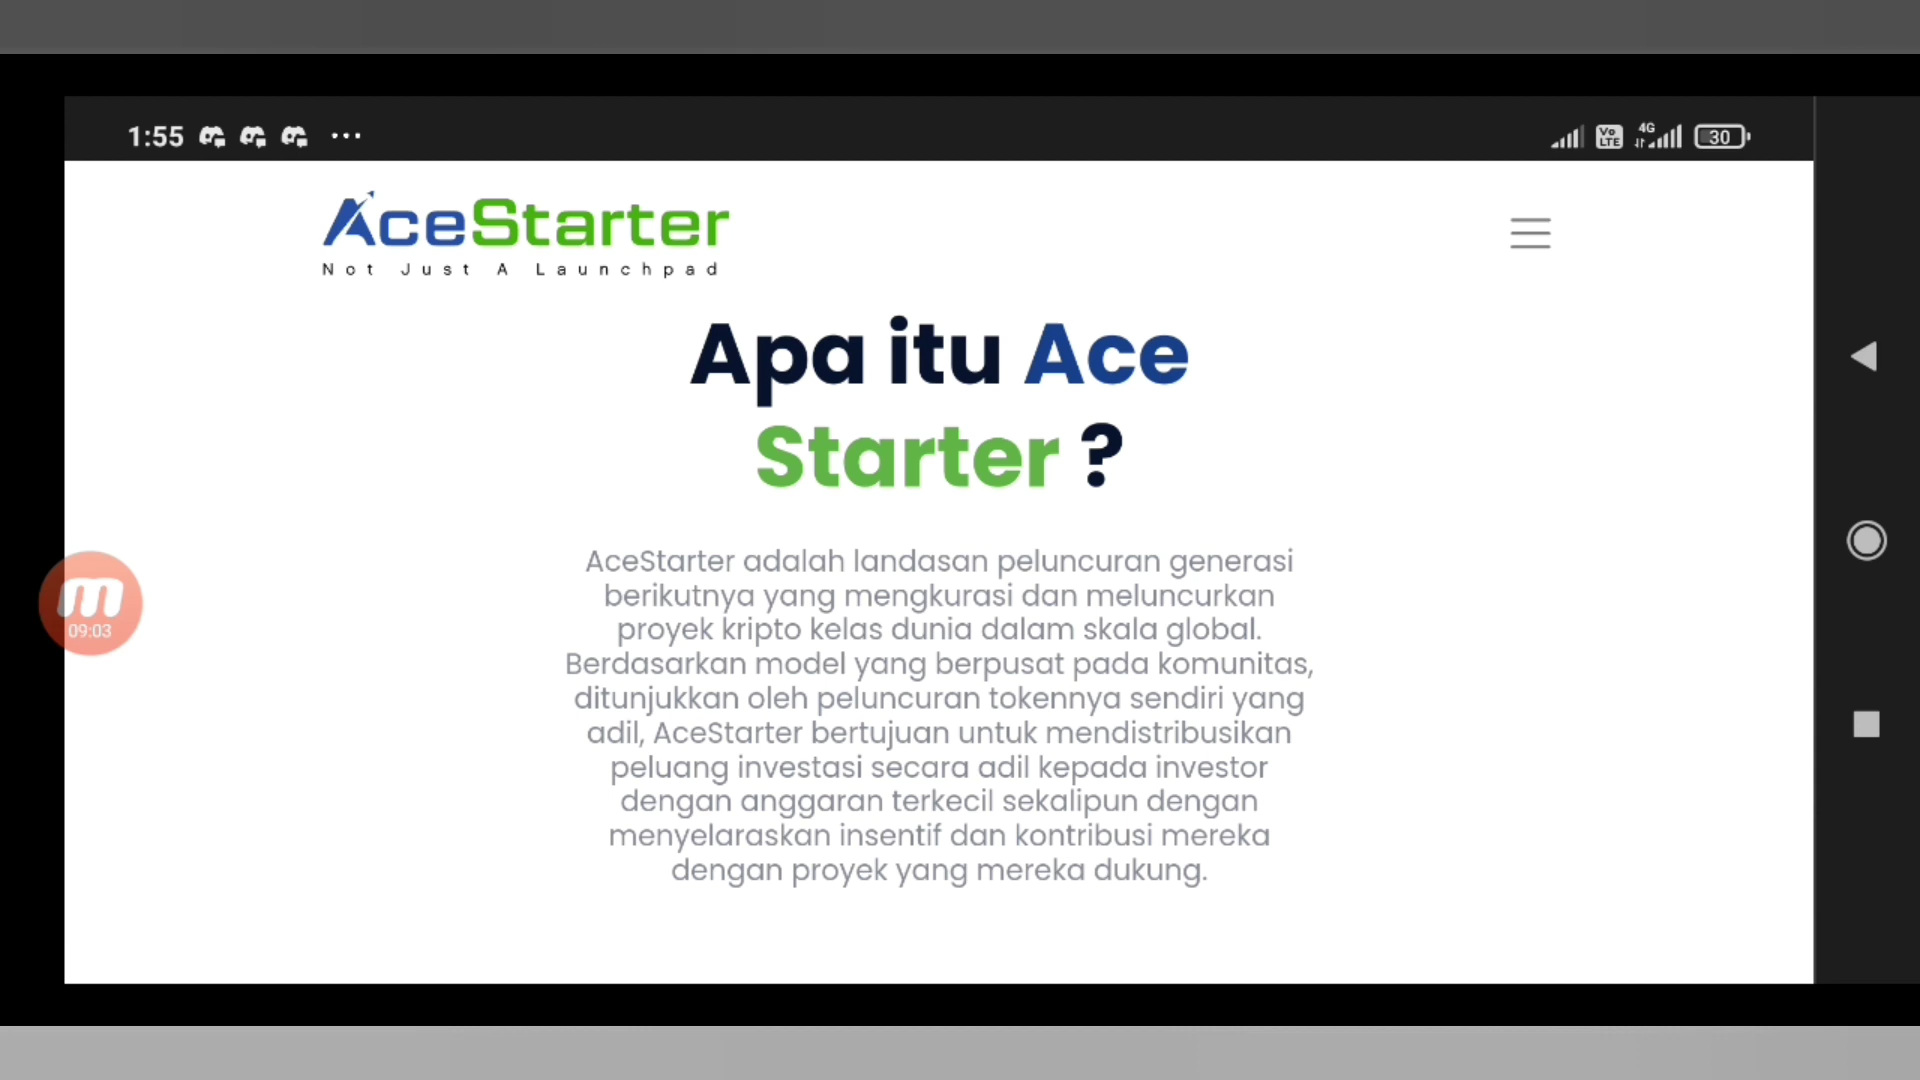 1:55
Vo LTE 4G 30
AceStarter
Not Just A Launchpad
Apa itu Ace
Starter ?
AceStarter adalah landasan peluncuran generasi
berikutnya yang mengkurasi dan meluncurkan
proyek kripto kelas dunia dalam skala global.
Berdasarkan model yang berpusat pada komunitas,
ditunjukkan oleh peluncuran tokennya sendiri yang
adil, AceStarter bertujuan untuk mendistribusikan
peluang investasi secara adil kepada investor
dengan anggaran terkecil sekalipun dengan
menyelaraskan insentif dan kontribusi mereka
dengan proyek yang mereka dukung.
09:03